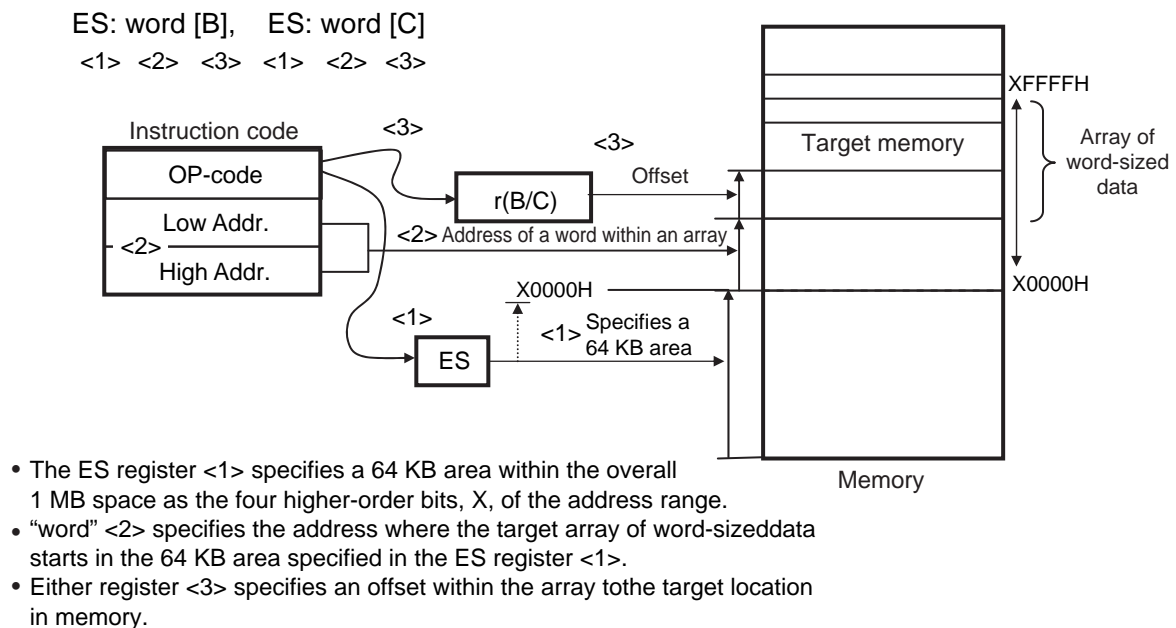 ES: word [B], ES: word [C]
<1> <2> <3> <1> <2> <3>
Instruction code
OP-code
Low Addr.
<2>
High Addr.
<3>
r(B/C)
<3>
Offset
<2> Address of a word within an array
X0000H
<1>
ES
<1> Specifies a
64 KB area
XFFFFH
Target memory
Array of
word-sized
data
X0000H
Memory
• The ES register <1> specifies a 64 KB area within the overall
1 MB space as the four higher-order bits, X, of the address range.
• “word” <2> specifies the address where the target array of word-sizeddata
starts in the 64 KB area specified in the ES register <1>.
• Either register <3> specifies an offset within the array tothe target location
in memory.